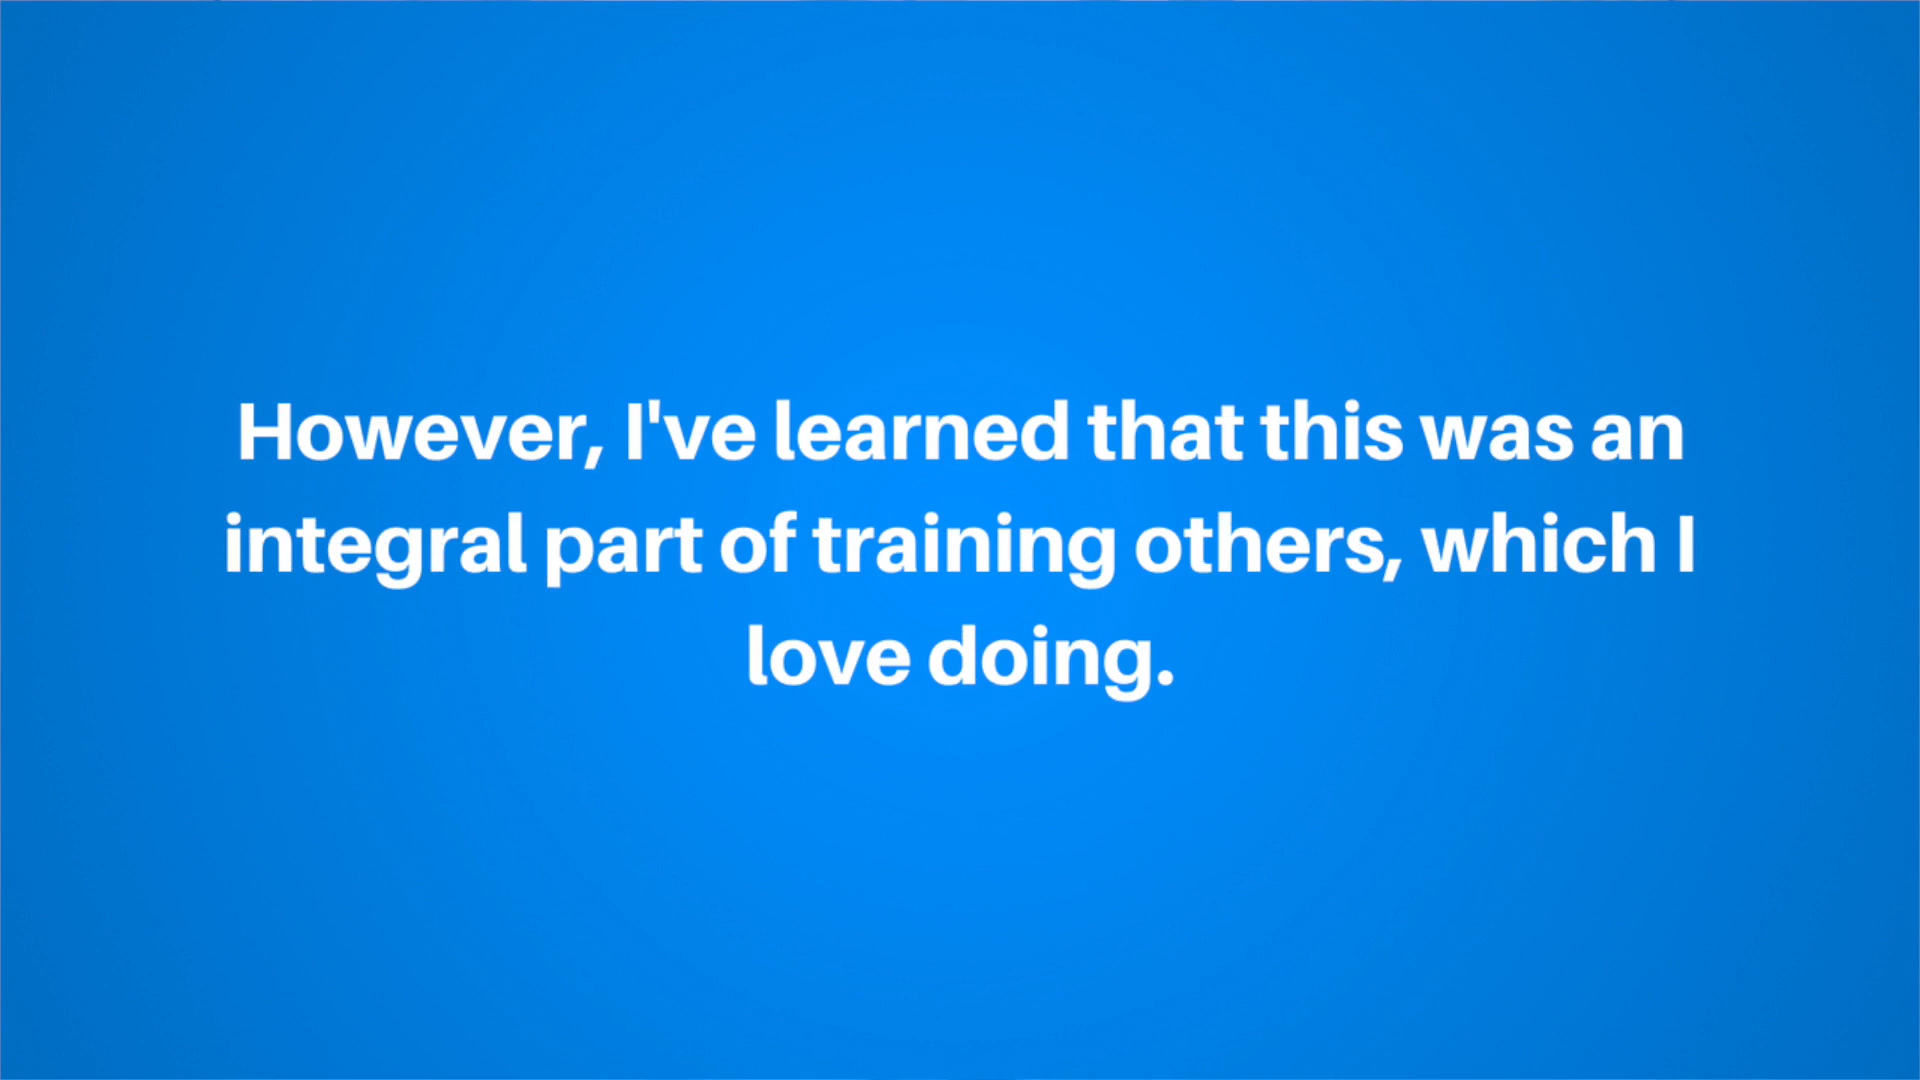 However, I've learned that this was an
integral part of training others, which I
love doing.